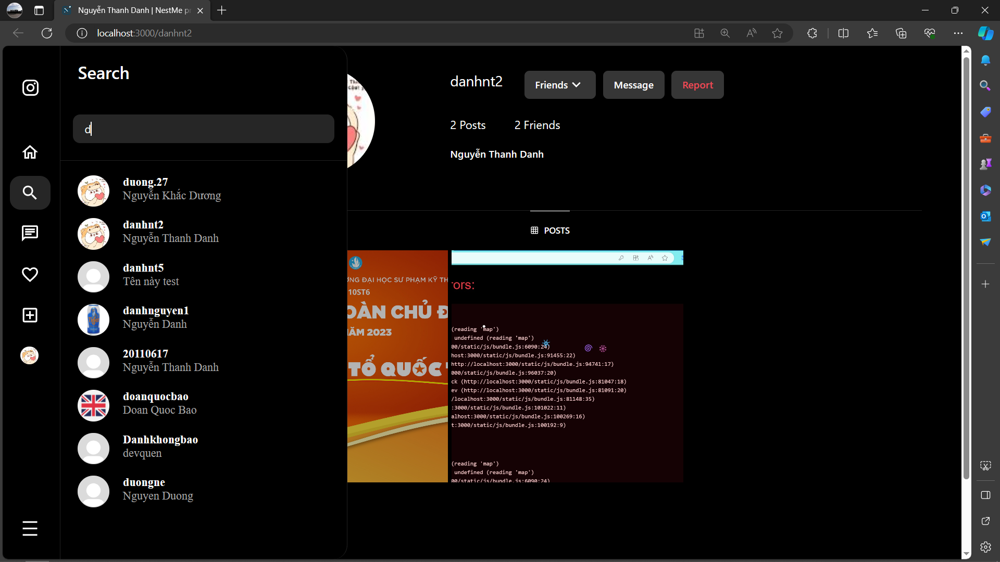 Nguyễn Thanh Danh | NestMe pr
localhost:3000/danhnt2
Search
d
duong.27
Nguyễn Khắc Dương
danhnt2
Nguyễn Thanh Danh
danhnt5
Tên này test
danhnguyen1
Nguyễn Danh
20110617
Nguyễn Thanh Danh
doanquocbao
Doan Quoc Bao
Danhkhongbao
devquen
duongne
Nguyen Duong
danhnt2
Friends
Message
Report
2 Posts
2 Friends
Nguyễn Thanh Danh
POSTS
ỜNG ĐẠI HỌC SƯ PHẠM KỸ TH
10ST6
OÀN CHỦ Đ
ĂM 2023
TỔ QUỐC
rors:
(reading 'map')
undefined (reading 'map')
00/static/js/bundle.js:6090:24)
host:3000/static/js/bundle.js:91455:22)
http://localhost:3000/static/js/bundle.js:94741:17)
000/static/js/bundle.js:96037:20)
ck (http://localhost:3000/static/js/bundle.js:81047:18)
ev (http://localhost:3000/static/js/bundle.js:81091:20)
/localhost:3000/static/js/bundle.js:81148:35)
:3000/static/js/bundle.js:101022:11)
alhost:3000/static/js/bundle.js:100269:16)
t:3000/static/js/bundle.js:100192:9)
(reading 'map')
undefined (reading 'map')
00/static/js/bundle.js:6090:24)